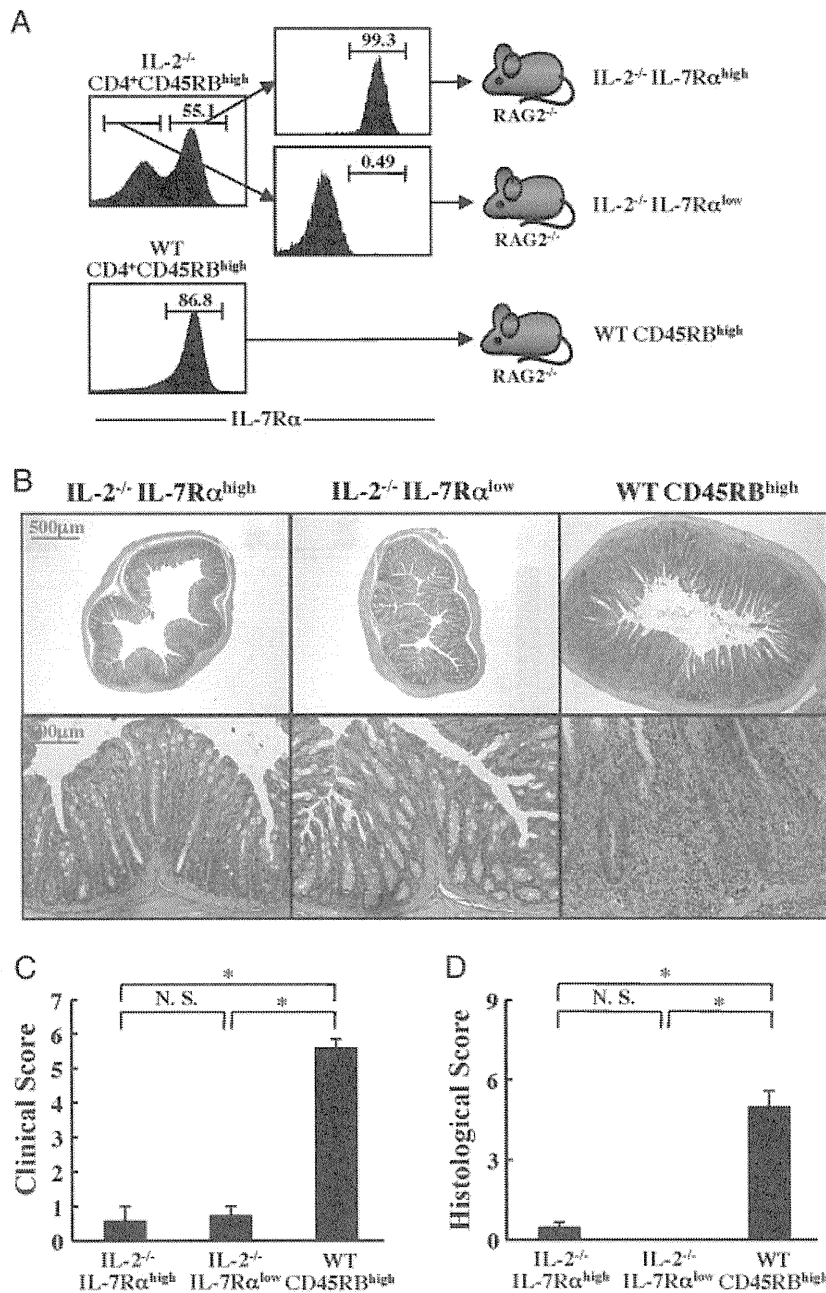 A
IL-2-/-
CD4+CD45RBhigh
55.1
99.3
RAG2-/-
IL-2-/- IL-7Rαhigh
0.49
RAG2-/-
IL-2-/- IL-7Rαlow
WT
CD4+CD45RBhigh
86.8
RAG2-/-
WT CD45RBhigh
IL-7Rα
B
IL-2-/- IL-7Rαhigh IL-2-/- IL-7Rαlow WT CD45RBhigh
500μm
C
* 
N. S. *
Clinical Score
7
6
5
4
3
2
1
0
IL-2-/-
IL-7Rαhigh
IL-2-/-
IL-7Rαlow
WT
CD45RBhigh
D
*
N. S. *
Histological Score
9
6
3
0
IL-2-/-
IL-7Rαhigh
IL-2-/-
IL-7Rαlow
WT
CD45RBhigh